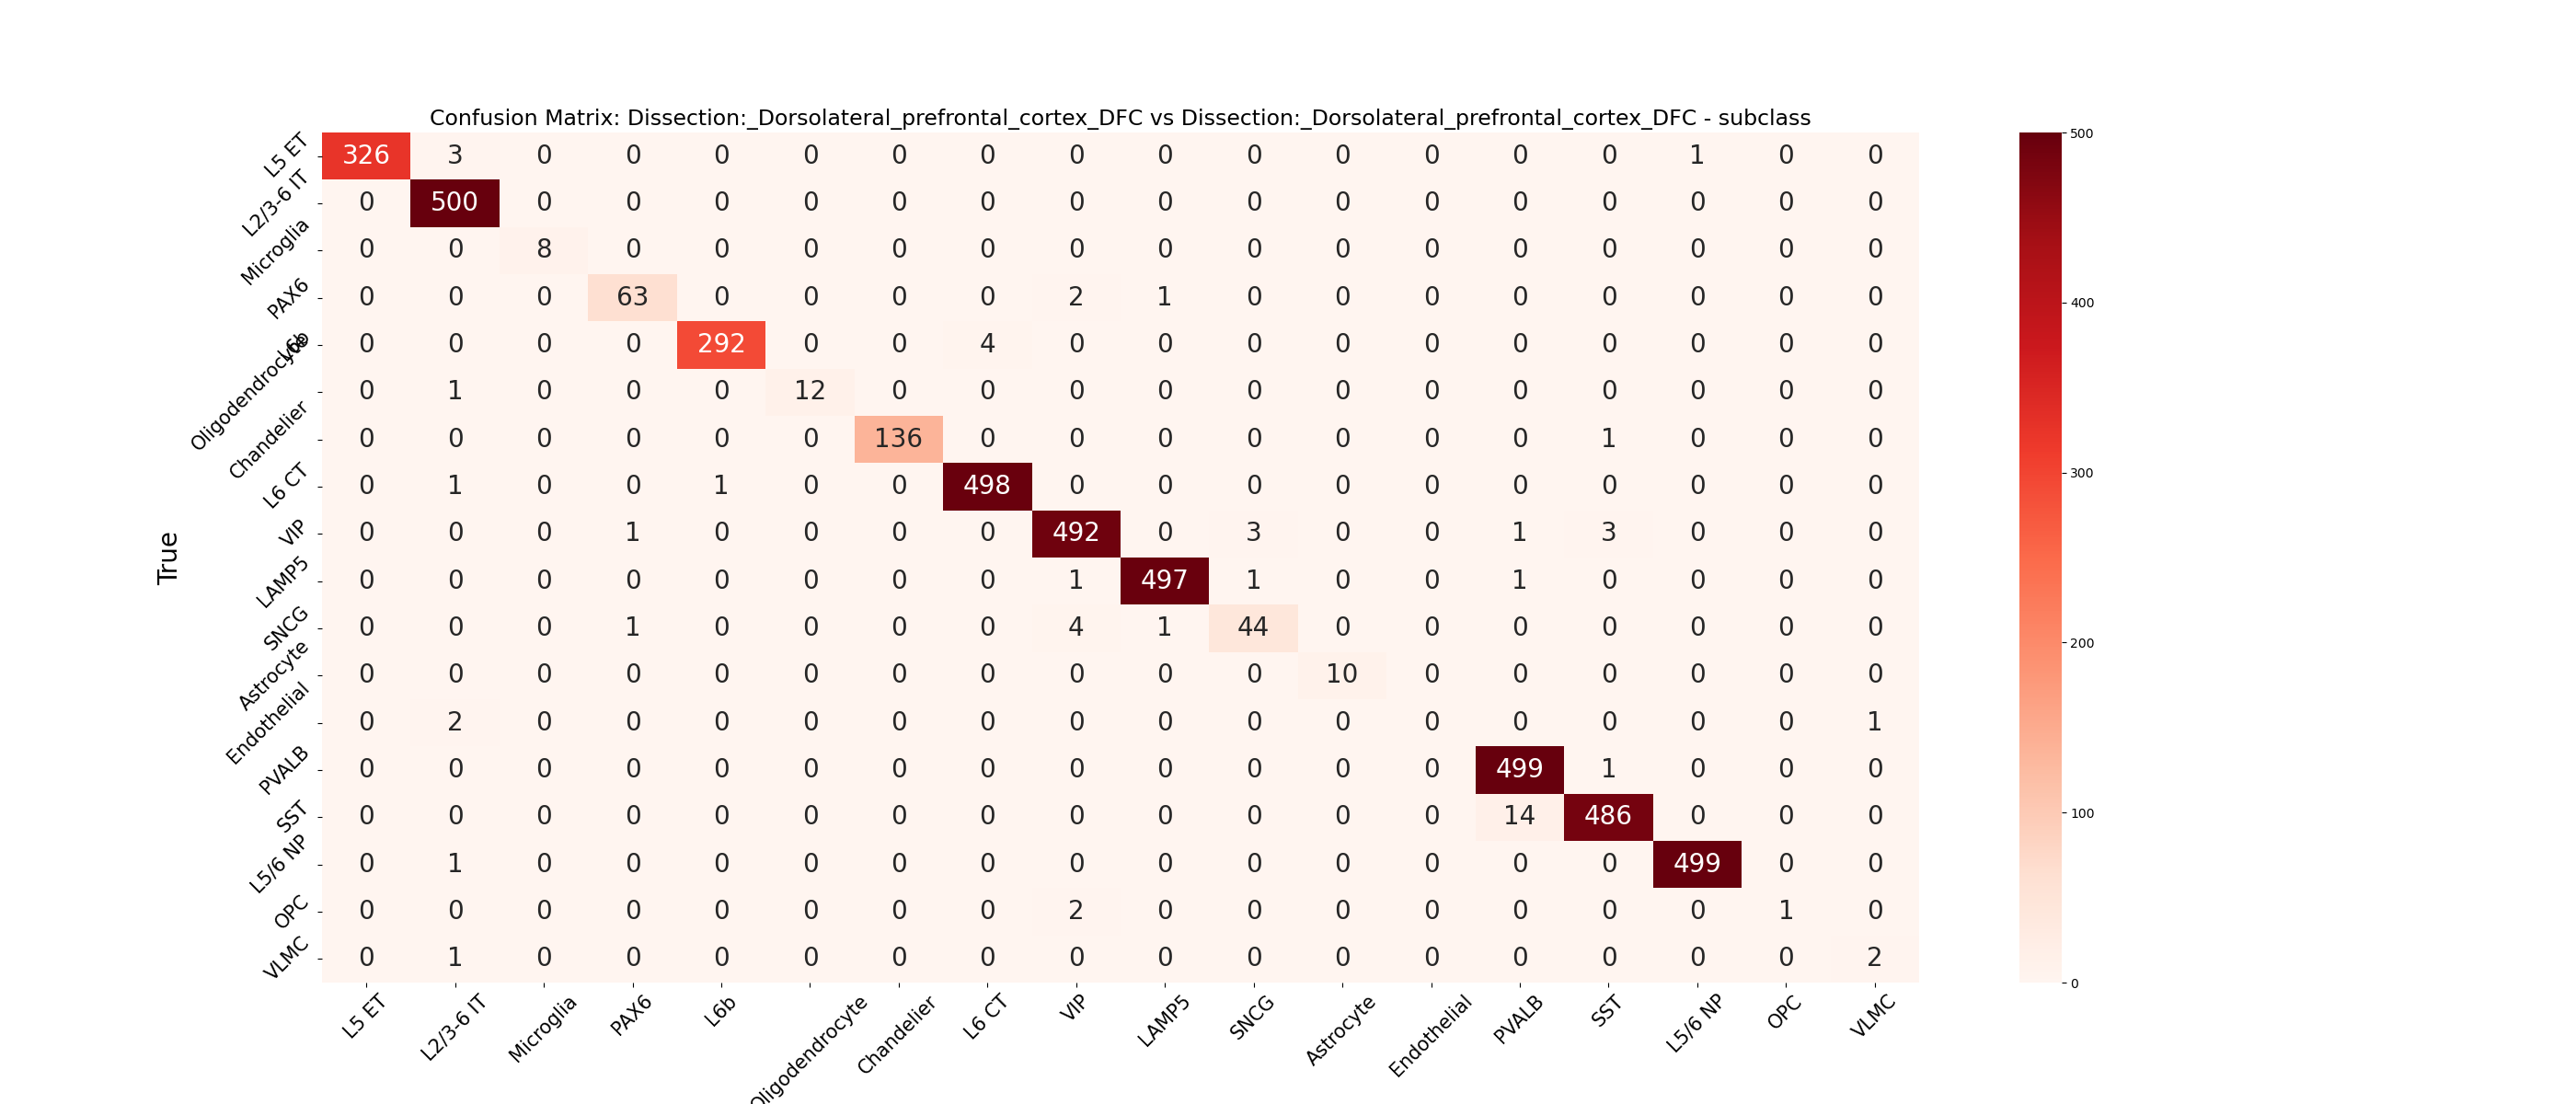 Confusion Matrix: Dissection:_Dorsolateral_prefrontal_cortex_DFC vs Dissection:_Dorsolateral_prefrontal_cortex_DFC - subclass
L5 ET 326 3 0 0 0 0 0 0 0 0 0 0 0 0 0 1 0 0
L2/3-6 IT 0 500 0 0 0 0 0 0 0 0 0 0 0 0 0 0 0 0
Microglia 0 0 8 0 0 0 0 0 0 0 0 0 0 0 0 0 0 0
PAX6 0 0 0 63 0 0 0 0 2 1 0 0 0 0 0 0 0 0
L6b 0 0 0 0 292 0 0 4 0 0 0 0 0 0 0 0 0 0
Oligodendrocyte 0 1 0 0 0 12 0 0 0 0 0 0 0 0 0 0 0 0
Chandelier 0 0 0 0 0 0 136 0 0 0 0 0 0 0 1 0 0 0
L6 CT 0 1 0 0 1 0 0 498 0 0 0 0 0 0 0 0 0 0
VIP 0 0 0 1 0 0 0 0 492 0 3 0 0 1 3 0 0 0
LAMP5 0 0 0 0 0 0 0 0 1 497 1 0 0 1 0 0 0 0
SNCG 0 0 0 1 0 0 0 0 4 1 44 0 0 0 0 0 0 0
Astrocyte 0 0 0 0 0 0 0 0 0 0 0 10 0 0 0 0 0 0
Endothelial 0 2 0 0 0 0 0 0 0 0 0 0 0 0 0 0 0 1
PVALB 0 0 0 0 0 0 0 0 0 0 0 0 0 499 1 0 0 0
SST 0 0 0 0 0 0 0 0 0 0 0 0 0 14 486 0 0 0
L5/6 NP 0 1 0 0 0 0 0 0 0 0 0 0 0 0 0 499 0 0
OPC 0 0 0 0 0 0 0 0 2 0 0 0 0 0 0 0 1 0
VLMC 0 1 0 0 0 0 0 0 0 0 0 0 0 0 0 0 0 2
True
L5 ET L2/3-6 IT Microglia PAX6 L6b Oligodendrocyte Chandelier L6 CT VIP LAMP5 SNCG Astrocyte Endothelial PVALB SST L5/6 NP OPC VLMC
500
400
300
200
100
0